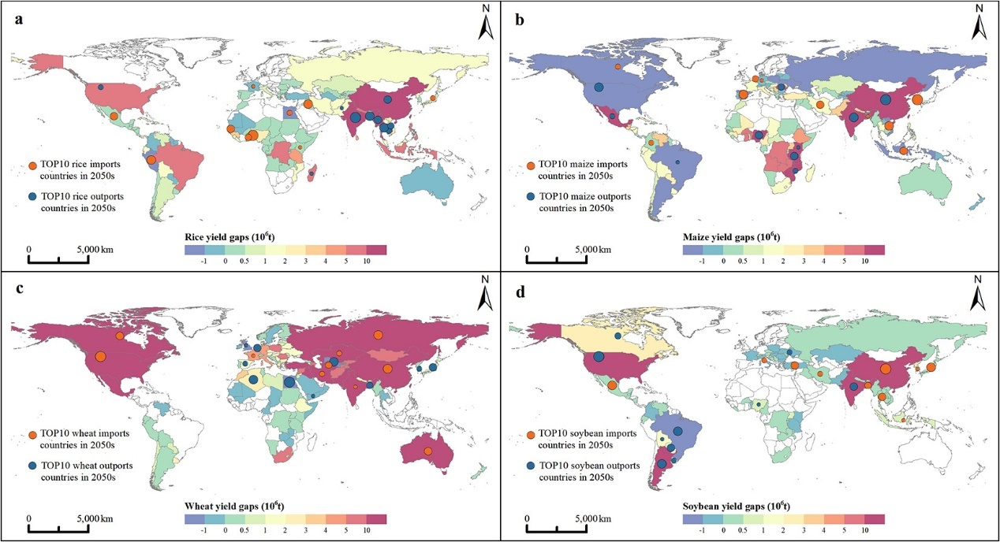 a
N
TOP10 rice imports
countries in 2050s
TOP10 rice outports
countries in 2050s
Rice yield gaps (10⁶t)
0 5,000 km
-1 0 0.5 1 2 3 4 5 10
b
N
TOP10 maize imports
countries in 2050s
TOP10 maize outports
countries in 2050s
Maize yield gaps (10⁶t)
0 5,000 km
-1 0 0.5 1 2 3 4 5 10
c
N
TOP10 wheat imports
countries in 2050s
TOP10 wheat outports
countries in 2050s
Wheat yield gaps (10⁶t)
0 5,000 km
-1 0 0.5 1 2 3 4 5 10
d
N
TOP10 soybean imports
countries in 2050s
TOP10 soybean outports
countries in 2050s
Soybean yield gaps (10⁶t)
0 5,000 km
-1 0 0.5 1 2 3 4 5 10